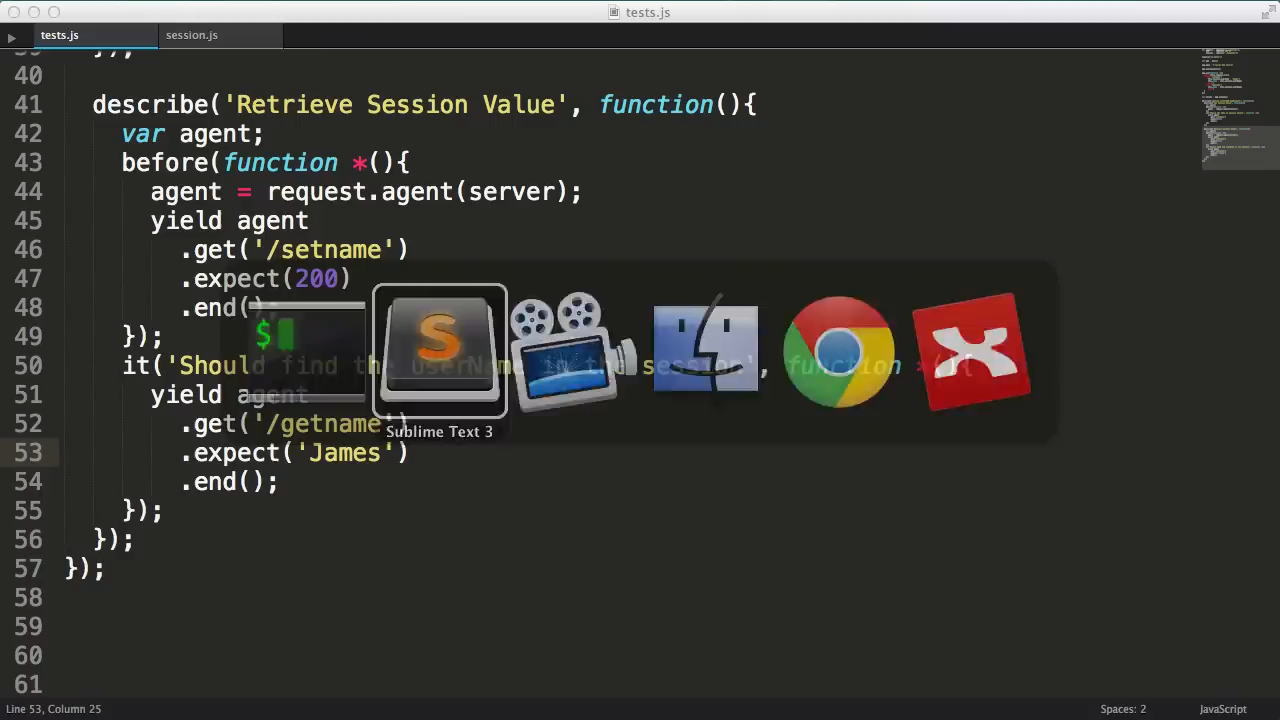 tests.js
tests.js
session.js
40
41 describe('Retrieve Session Value', function(){
42 var agent;
43 before(function *(){
44 agent = request.agent(server);
45 yield agent
46 .get('/setname')
47 .expect(200)
48 .end();
49 });
50 it('Should find the userName in the session', function *(){
51 yield agent
52 .get('/getname')
53 .expect('James')
54 .end();
55 });
56 });
57 });
58
59
60
61
$
S
Sublime Text 3
Line 53, Column 25
Spaces: 2
JavaScript